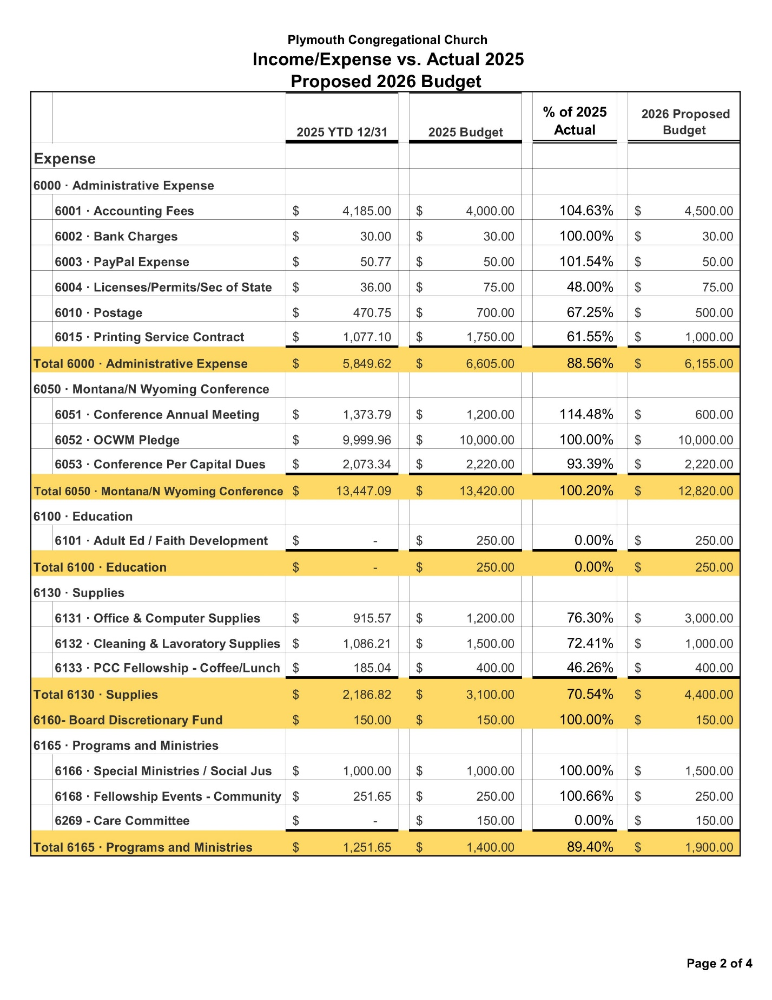 Plymouth Congregational Church
Income/Expense vs. Actual 2025
Proposed 2026 Budget
2025 YTD 12/31 2025 Budget % of 2025 Actual 2026 Proposed Budget
Expense
6000 · Administrative Expense
6001 · Accounting Fees $ 4,185.00 $ 4,000.00 104.63% $ 4,500.00
6002 · Bank Charges $ 30.00 $ 30.00 100.00% $ 30.00
6003 · PayPal Expense $ 50.77 $ 50.00 101.54% $ 50.00
6004 · Licenses/Permits/Sec of State $ 36.00 $ 75.00 48.00% $ 75.00
6010 · Postage $ 470.75 $ 700.00 67.25% $ 500.00
6015 · Printing Service Contract $ 1,077.10 $ 1,750.00 61.55% $ 1,000.00
Total 6000 · Administrative Expense $ 5,849.62 $ 6,605.00 88.56% $ 6,155.00
6050 · Montana/N Wyoming Conference
6051 · Conference Annual Meeting $ 1,373.79 $ 1,200.00 114.48% $ 600.00
6052 · OCWM Pledge $ 9,999.96 $ 10,000.00 100.00% $ 10,000.00
6053 · Conference Per Capital Dues $ 2,073.34 $ 2,220.00 93.39% $ 2,220.00
Total 6050 · Montana/N Wyoming Conference $ 13,447.09 $ 13,420.00 100.20% $ 12,820.00
6100 · Education
6101 · Adult Ed / Faith Development $ - $ 250.00 0.00% $ 250.00
Total 6100 · Education $ - $ 250.00 0.00% $ 250.00
6130 · Supplies
6131 · Office & Computer Supplies $ 915.57 $ 1,200.00 76.30% $ 3,000.00
6132 · Cleaning & Lavoratory Supplies $ 1,086.21 $ 1,500.00 72.41% $ 1,000.00
6133 · PCC Fellowship - Coffee/Lunch $ 185.04 $ 400.00 46.26% $ 400.00
Total 6130 · Supplies $ 2,186.82 $ 3,100.00 70.54% $ 4,400.00
6160- Board Discretionary Fund $ 150.00 $ 150.00 100.00% $ 150.00
6165 · Programs and Ministries
6166 · Special Ministries / Social Jus $ 1,000.00 $ 1,000.00 100.00% $ 1,500.00
6168 · Fellowship Events - Community $ 251.65 $ 250.00 100.66% $ 250.00
6269 - Care Committee $ - $ 150.00 0.00% $ 150.00
Total 6165 · Programs and Ministries $ 1,251.65 $ 1,400.00 89.40% $ 1,900.00
Page 2 of 4